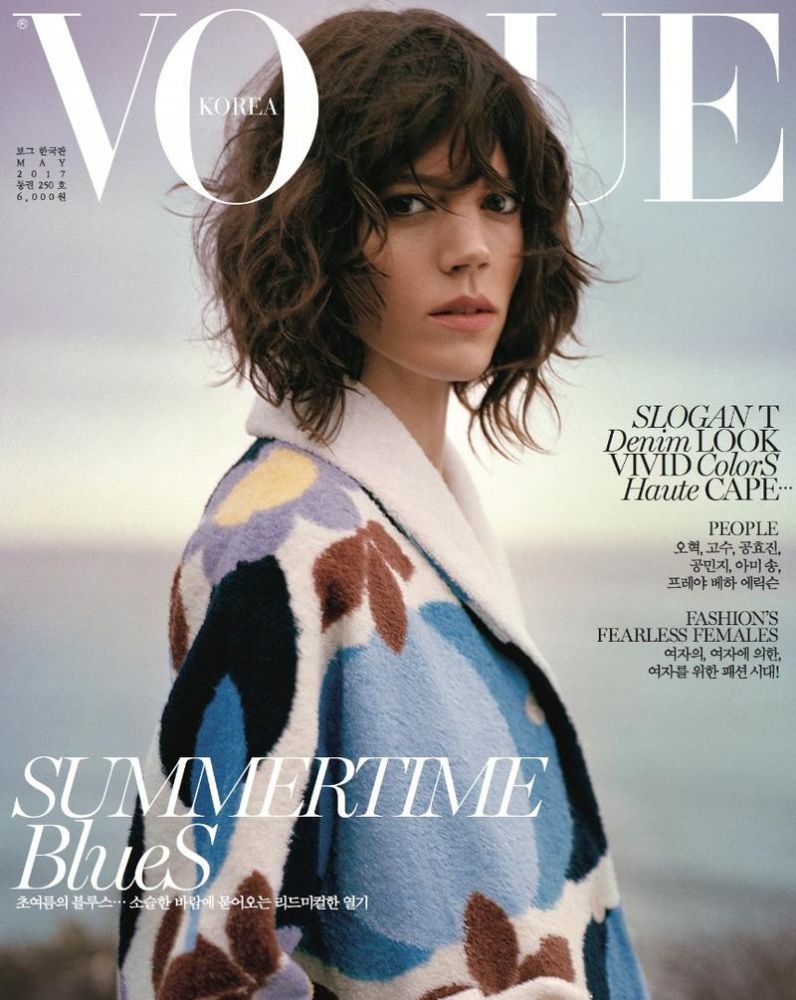 ®
VOGUE
KOREA
보그 한국판
MAY
2017
통권 250 호
6,000원
SLOGAN T
Denim LOOK
VIVID ColorS
Haute CAPE…
PEOPLE
오혁, 고수, 공효진,
공민지, 아미 송,
프레야 베하 에릭슨
FASHION'S
FEARLESS FEMALES
여자의, 여자에 의한,
여자를 위한 패션 시대!
SUMMERTIME
BlueS
초여름의 블루스… 소슬한 바람에 묻어오는 리드미컬한 열기